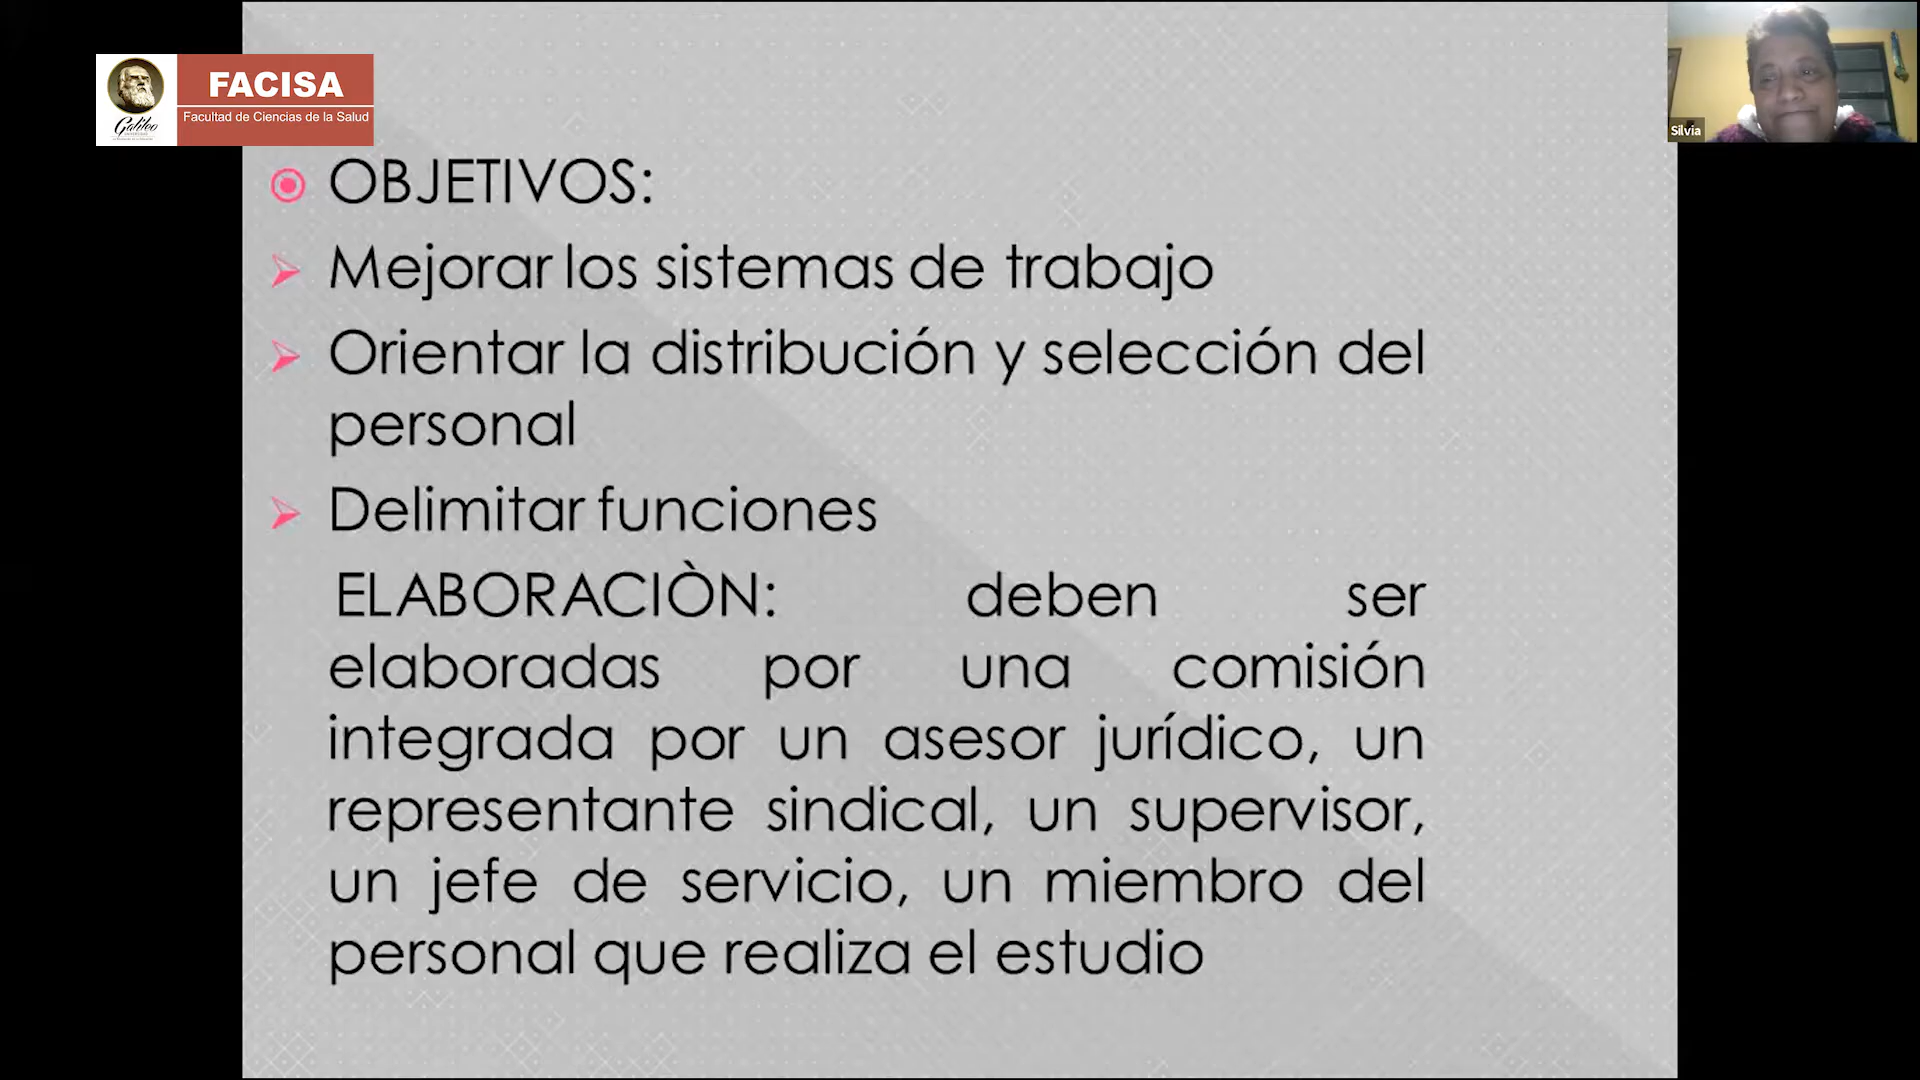 FACISA
Facultad de Ciencias de la Salud
Galileo
Silvia
OBJETIVOS:
Mejorar los sistemas de trabajo
Orientar la distribución y selección del
personal
Delimitar funciones
ELABORACIÒN: deben ser
elaboradas por una comisión
integrada por un asesor jurídico, un
representante sindical, un supervisor,
un jefe de servicio, un miembro del
personal que realiza el estudio